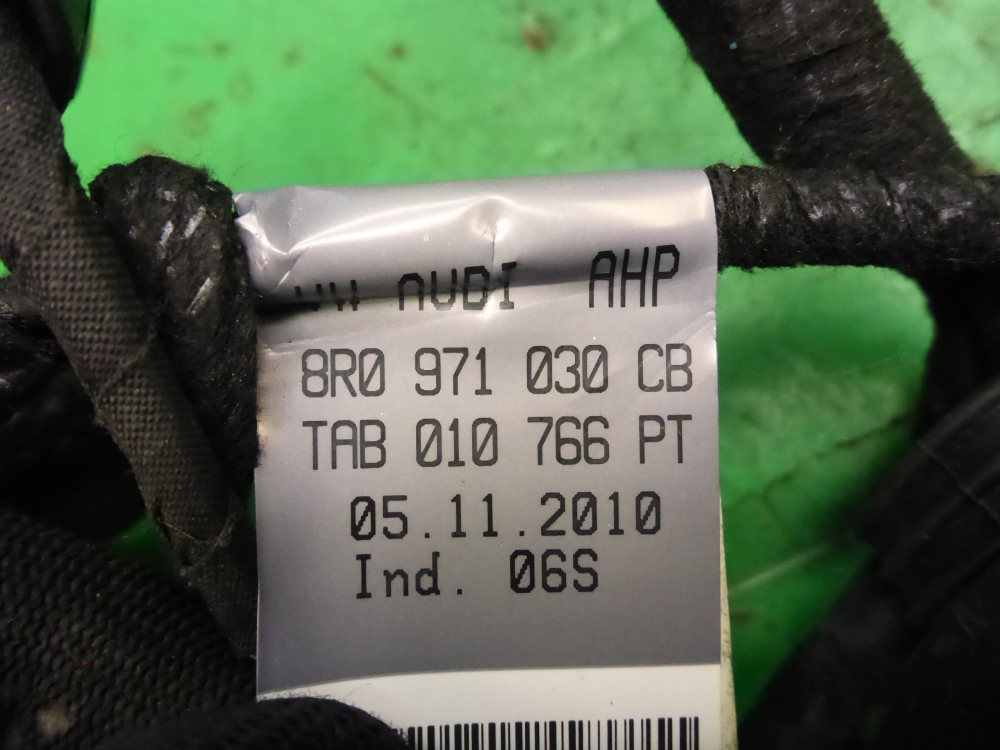 VW AUDI AHP
8R0 971 030 CB
TAB 010 766 PT
05.11.2010
Ind. 06S